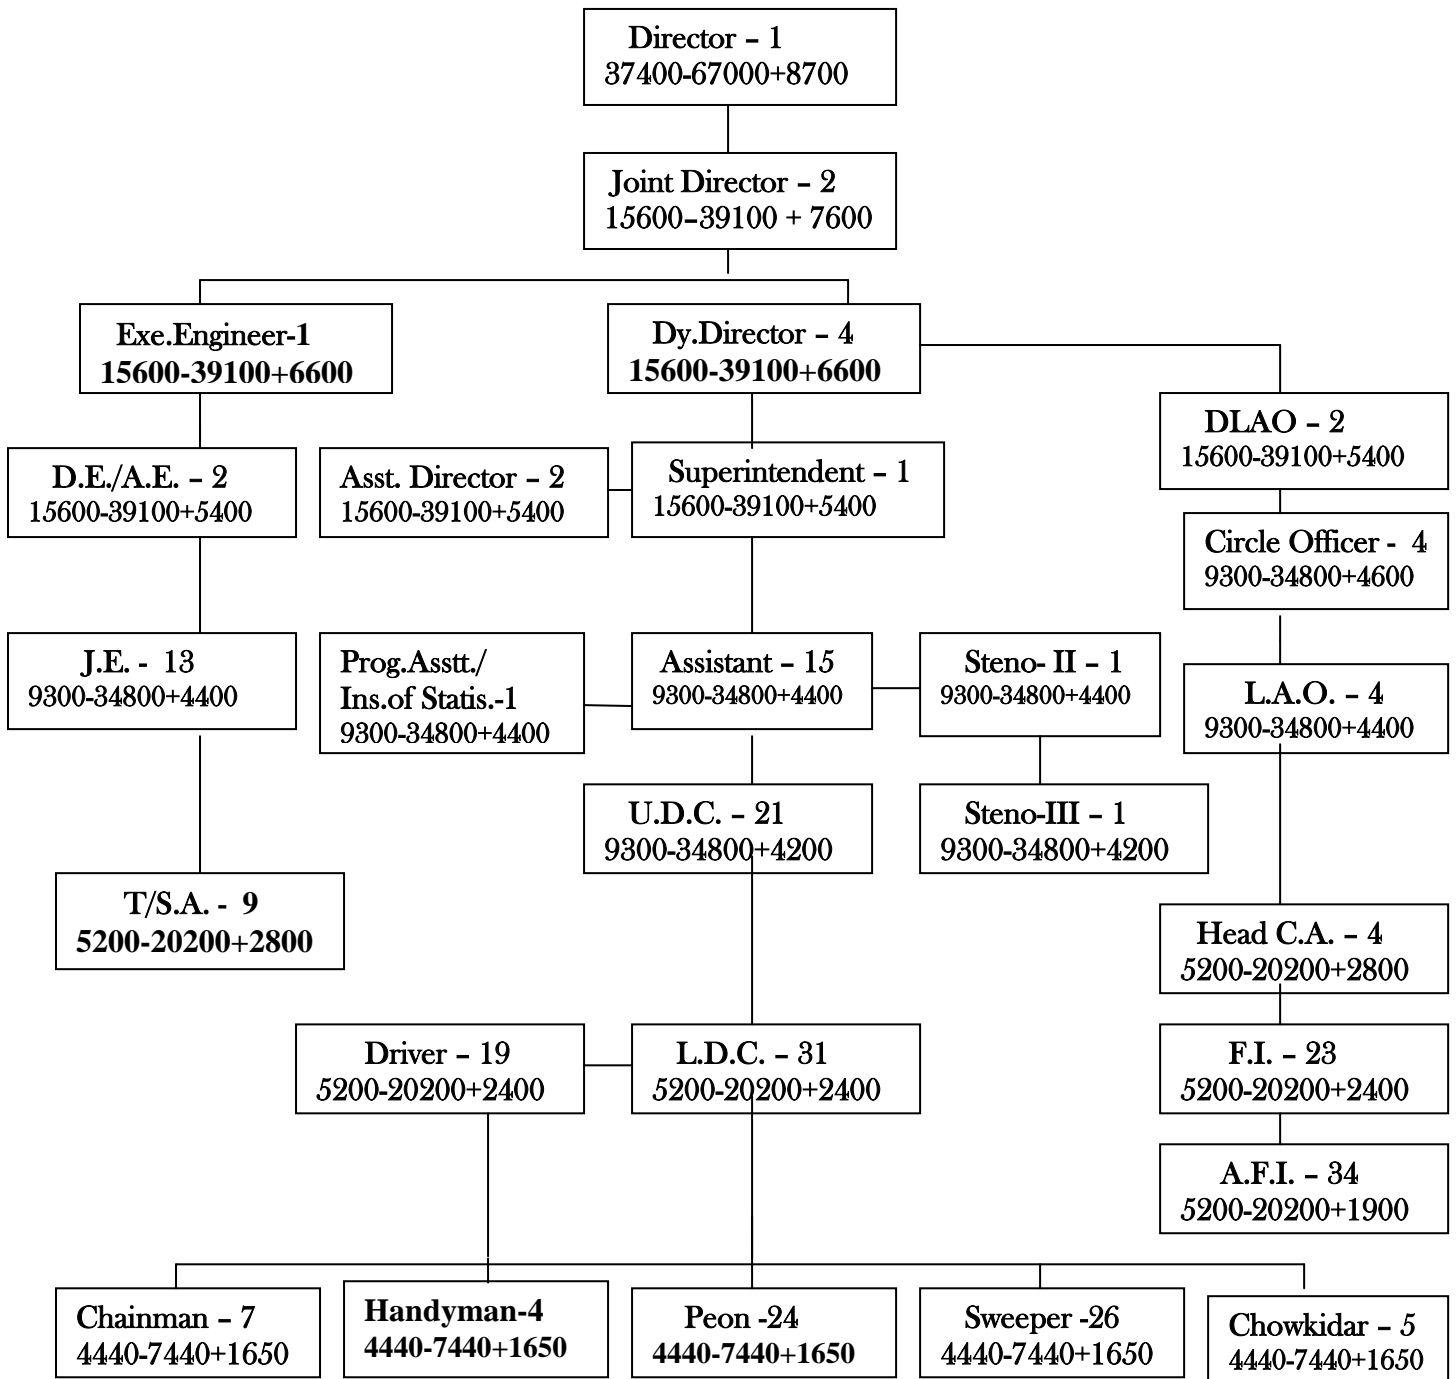 Director – 1
37400-67000+8700
Joint Director – 2
15600–39100 + 7600
Exe.Engineer-1
15600-39100+6600
Dy.Director – 4
15600-39100+6600
DLAO – 2
15600-39100+5400
D.E./A.E. – 2
15600-39100+5400
Asst. Director – 2
15600-39100+5400
Superintendent – 1
15600-39100+5400
Circle Officer -  4
9300-34800+4600
J.E. -  13
9300-34800+4400
Prog.Asstt./
Ins.of Statis.-1
9300-34800+4400
Assistant – 15
9300-34800+4400
Steno- II – 1
9300-34800+4400
L.A.O. – 4
9300-34800+4400
U.D.C. – 21
9300-34800+4200
Steno-III – 1
9300-34800+4200
T/S.A. -  9
5200-20200+2800
Head C.A. – 4
5200-20200+2800
Driver – 19
5200-20200+2400
L.D.C. – 31
5200-20200+2400
F.I. – 23
5200-20200+2400
A.F.I. – 34
5200-20200+1900
Chainman – 7
4440-7440+1650
Handyman-4
4440-7440+1650
Peon -24
4440-7440+1650
Sweeper -26
4440-7440+1650
Chowkidar – 5
4440-7440+1650